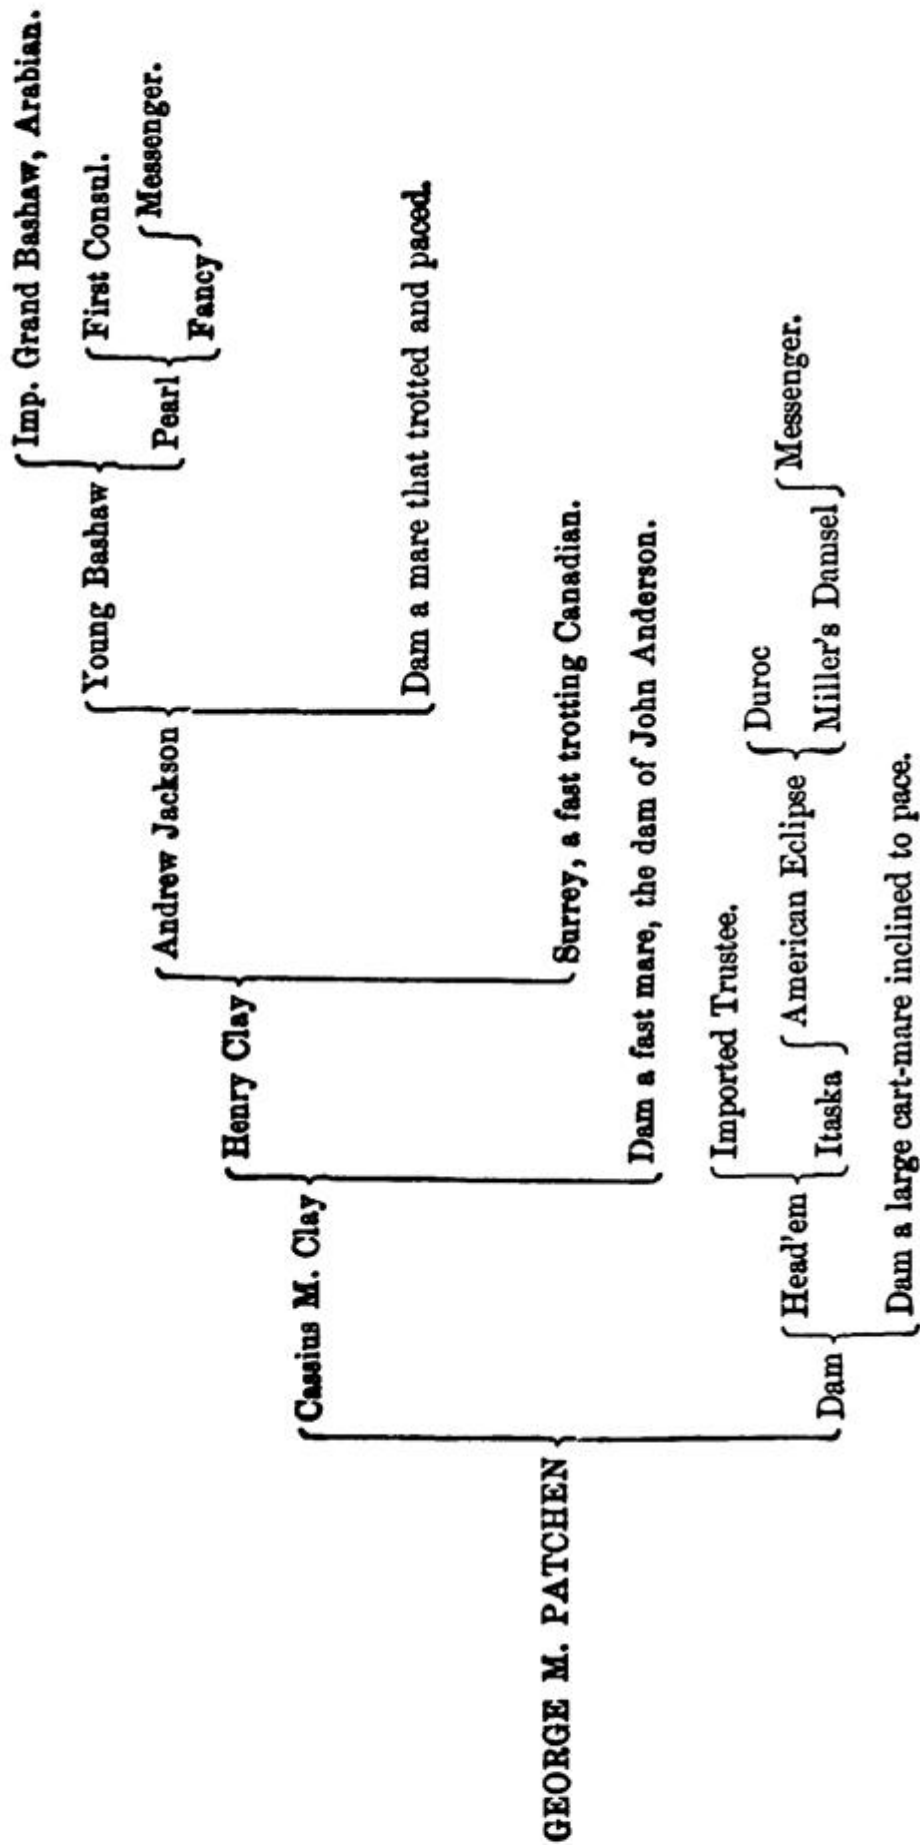 Imp. Grand Bashaw, Arabian.
Young Bashaw
First Consul.
Pearl
Messenger.
Fancy
Andrew Jackson
Dam a mare that trotted and paced.
Henry Clay
Surrey, a fast trotting Canadian.
Cassius M. Clay
Dam a fast mare, the dam of John Anderson.
GEORGE M. PATCHEN
Imported Trustee.
Head'em
Duroc
American Eclipse
Itaska
Messenger.
Miller's Damsel
Dam
Dam a large cart-mare inclined to pace.